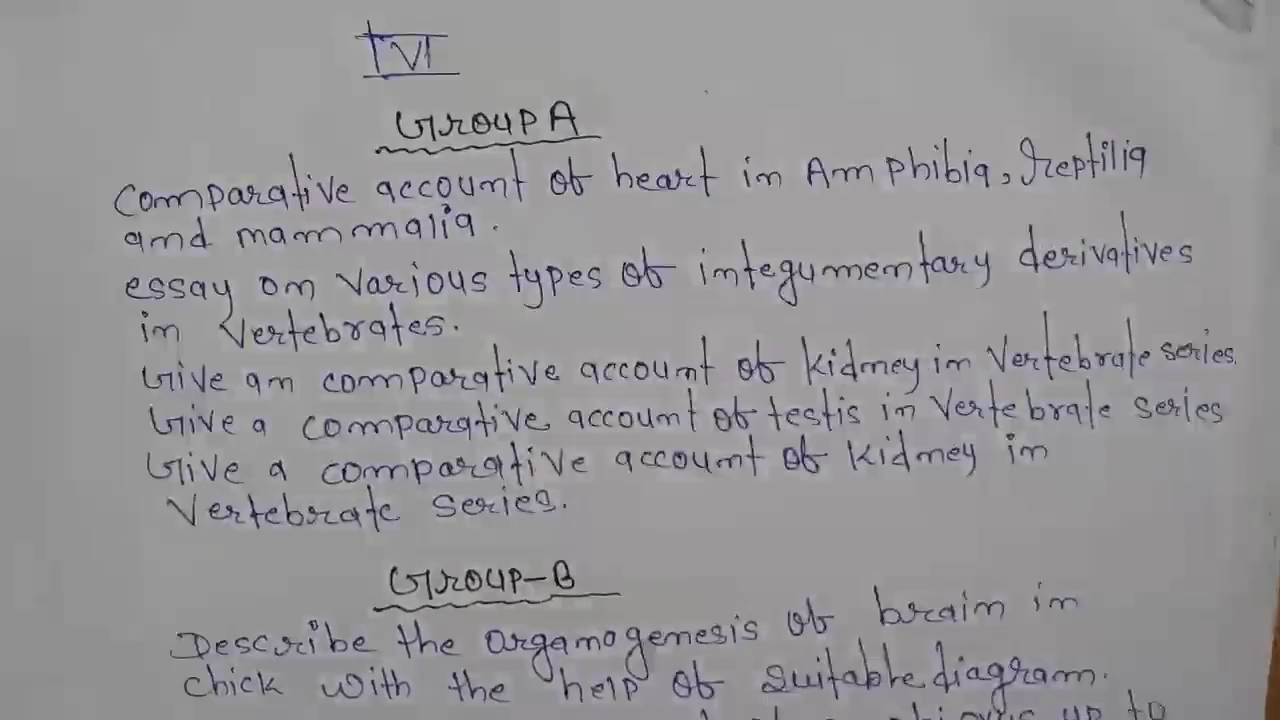 IVI
GROUP A
Comparative account of heart in Amphibia, Reptilia
and mammalia.
essay on various types of integumentary derivatives
in vertebrates.
Give an comparative account of kidney in vertebrate series.
Give a comparative account of testis in vertebrate series
Give a comparative account of kidney in
vertebrate series.
GROUP-B
Describe the organogenesis of brain in
chick with the help of suitable diagram.
up to